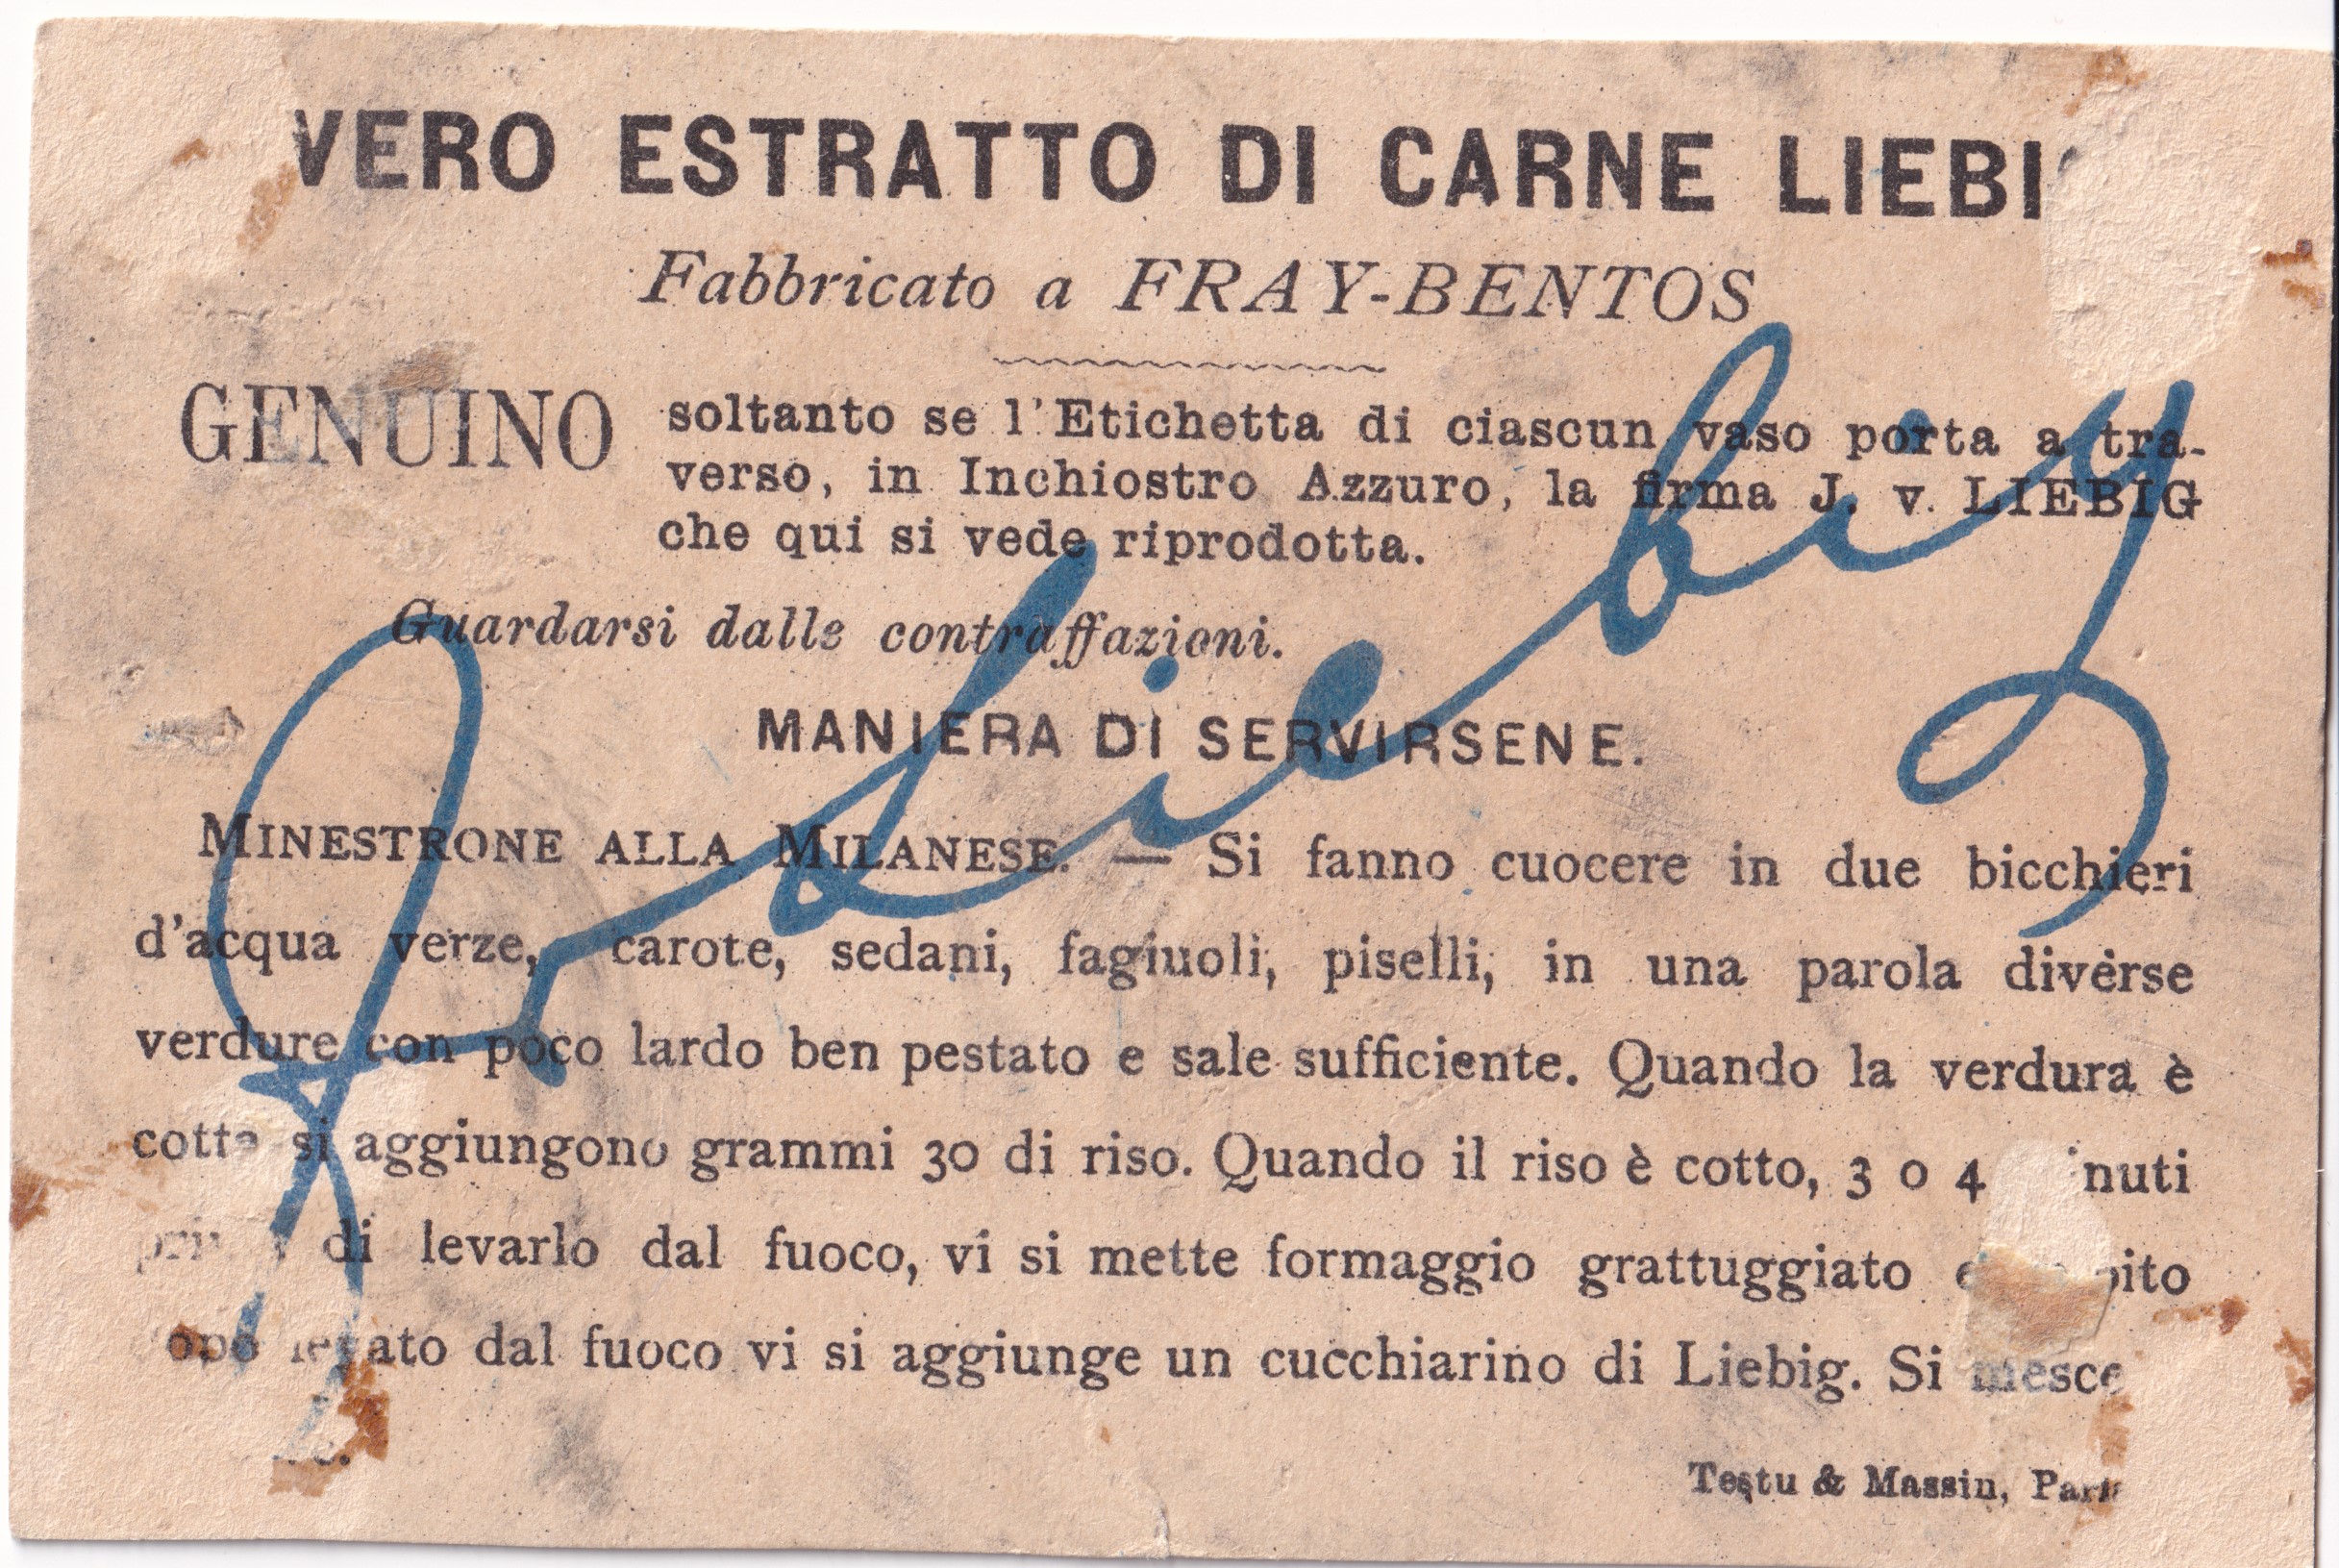 VERO ESTRATTO DI CARNE LIEBI
Fabbricato a FRAY-BENTOS
GENUINO soltanto se l'Etichetta di ciascun vaso porta a tra-
verso, in Inchiostro Azzuro, la firma J. v. LIEBIG
che qui si vede riprodotta.
Guardarsi dalle contraffazioni.
JvLiebig
MANIERA DI SERVIRSENE.
MINESTRONE ALLA MILANESE. — Si fanno cuocere in due bicchieri
d'acqua verze, carote, sedani, fagiuoli, piselli, in una parola diverse
verdure con poco lardo ben pestato e sale sufficiente. Quando la verdura è
cotta si aggiungono grammi 30 di riso. Quando il riso è cotto, 3 o 4
di levarlo dal fuoco, vi si mette formaggio grattuggiato
levato dal fuoco vi si aggiunge un cucchiarino di Liebig. Si mesce
Testu & Massin, Paris